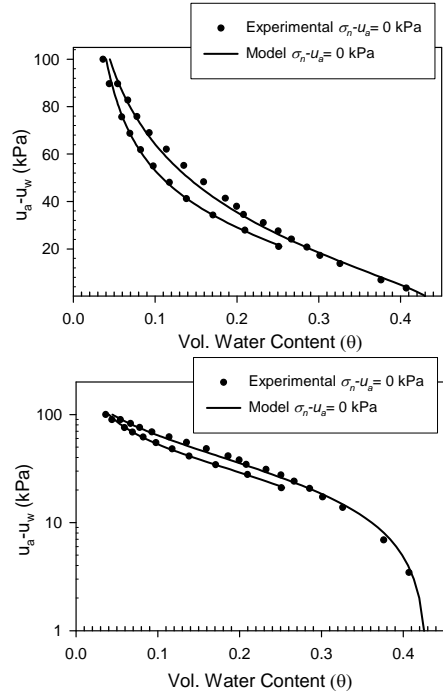 Experimental σn-ua= 0 kPa
Model σn-ua= 0 kPa
100
80
60
40
20
ua-uw (kPa)
0.0 0.1 0.2 0.3 0.4
Vol. Water Content (θ)
Experimental σn-ua= 0 kPa
Model σn-ua= 0 kPa
100
10
1
ua-uw (kPa)
0.0 0.1 0.2 0.3 0.4
Vol. Water Content (θ)